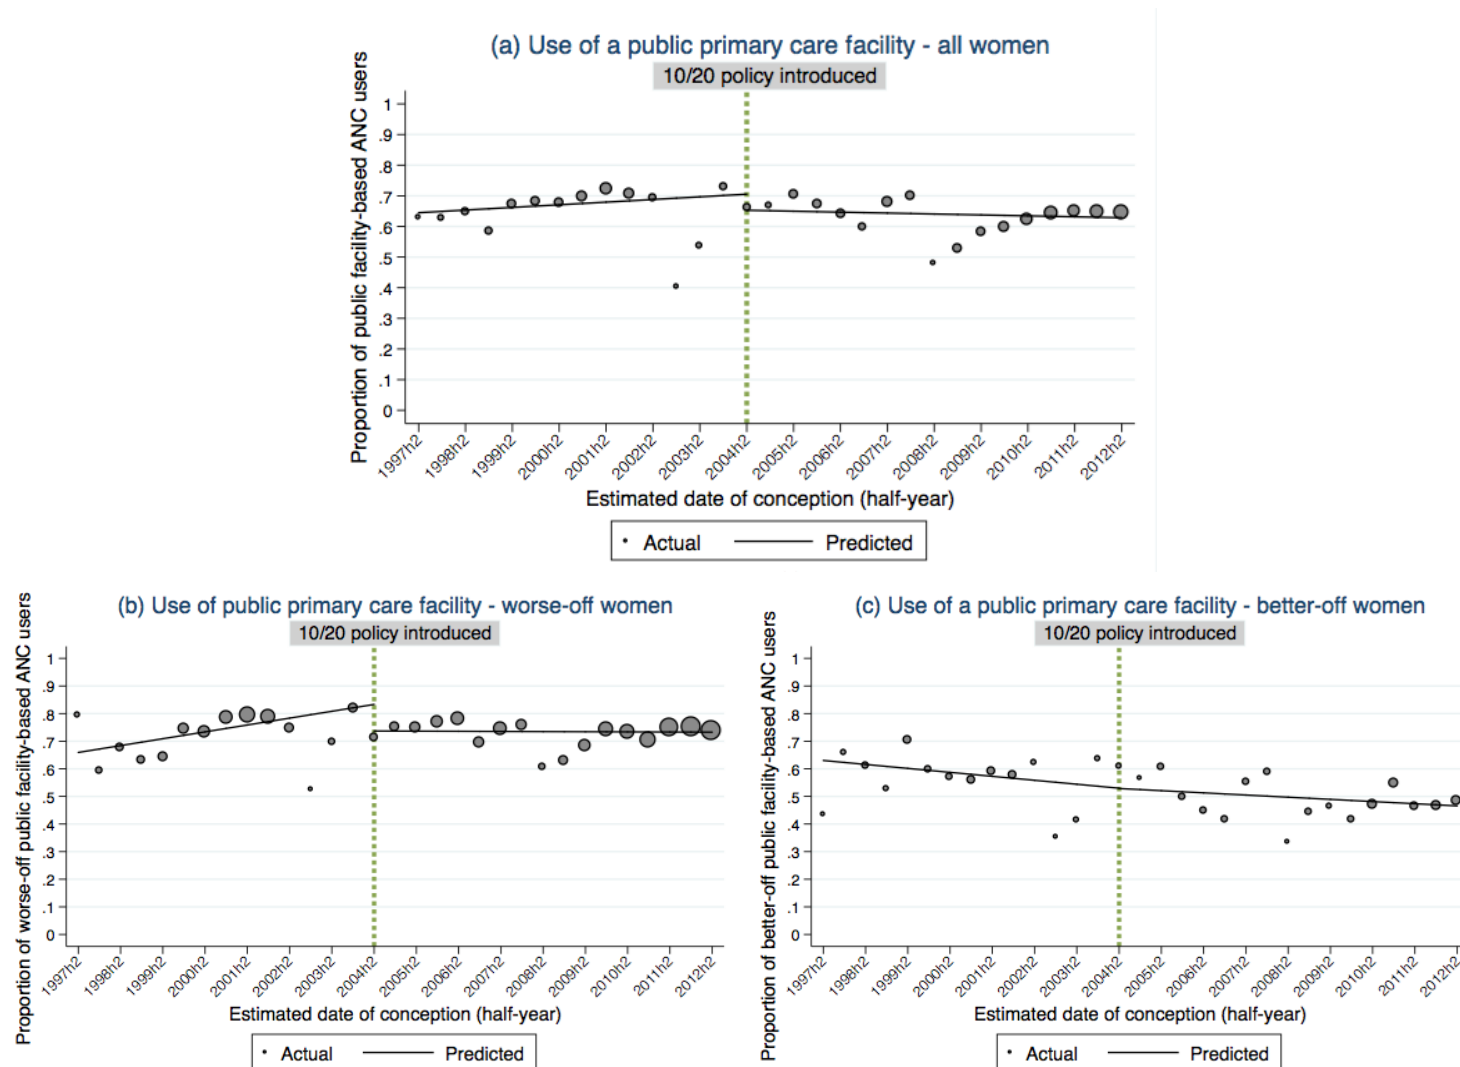 (a) Use of a public primary care facility - all women
10/20 policy introduced
Proportion of public facility-based ANC users
1
.9
.8
.7
.6
.5
.4
.3
.2
.1
0
1997h2
1998h2
1999h2
2000h2
2001h2
2002h2
2003h2
2004h2
2005h2
2006h2
2007h2
2008h2
2009h2
2010h2
2011h2
2012h2
Estimated date of conception (half-year)
Actual Predicted
(b) Use of public primary care facility - worse-off women
10/20 policy introduced
Proportion of worse-off public facility-based ANC users
1
.9
.8
.7
.6
.5
.4
.3
.2
.1
0
1997h2
1998h2
1999h2
2000h2
2001h2
2002h2
2003h2
2004h2
2005h2
2006h2
2007h2
2008h2
2009h2
2010h2
2011h2
2012h2
Estimated date of conception (half-year)
Actual Predicted
(c) Use of a public primary care facility - better-off women
10/20 policy introduced
Proportion of better-off public facility-based ANC users
1
.9
.8
.7
.6
.5
.4
.3
.2
.1
0
1997h2
1998h2
1999h2
2000h2
2001h2
2002h2
2003h2
2004h2
2005h2
2006h2
2007h2
2008h2
2009h2
2010h2
2011h2
2012h2
Estimated date of conception (half-year)
Actual Predicted